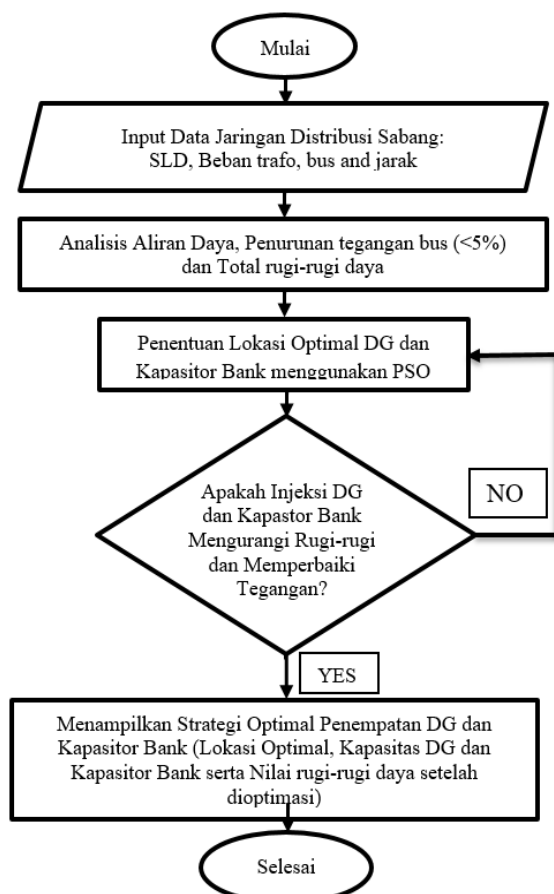 Mulai
Input Data Jaringan Distribusi Sabang:
SLD, Beban trafo, bus and jarak
Analisis Aliran Daya, Penurunan tegangan bus (<5%)
dan Total rugi-rugi daya
Penentuan Lokasi Optimal DG dan
Kapasitor Bank menggunakan PSO
Apakah Injeksi DG
dan Kapastor Bank
Mengurangi Rugi-rugi
dan Memperbaiki
Tegangan?
NO
YES
Menampilkan Strategi Optimal Penempatan DG dan
Kapasitor Bank (Lokasi Optimal, Kapasitas DG dan
Kapasitor Bank serta Nilai rugi-rugi daya setelah
dioptimasi)
Selesai